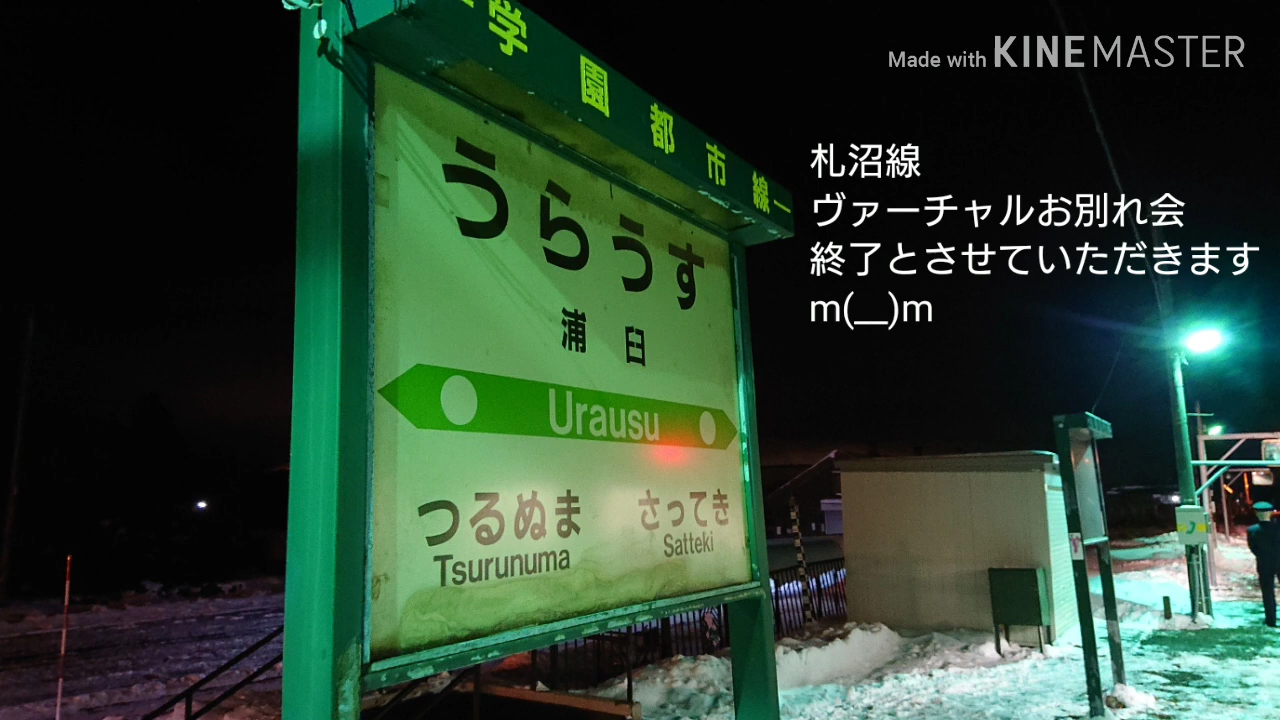 Made with KINEMASTER
学園都市線
うらうす
浦臼
Urausu
つるぬま さってき
Tsurunuma Satteki
札沼線
ヴァーチャルお別れ会
終了とさせていただきます
m(__)m